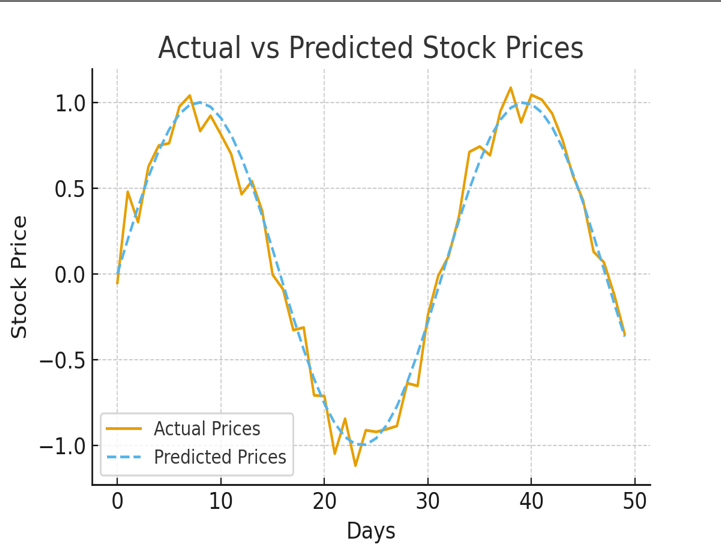 Actual vs Predicted Stock Prices
1.0
0.5
0.0
−0.5
−1.0
Stock Price
Actual Prices
Predicted Prices
0 10 20 30 40 50
Days